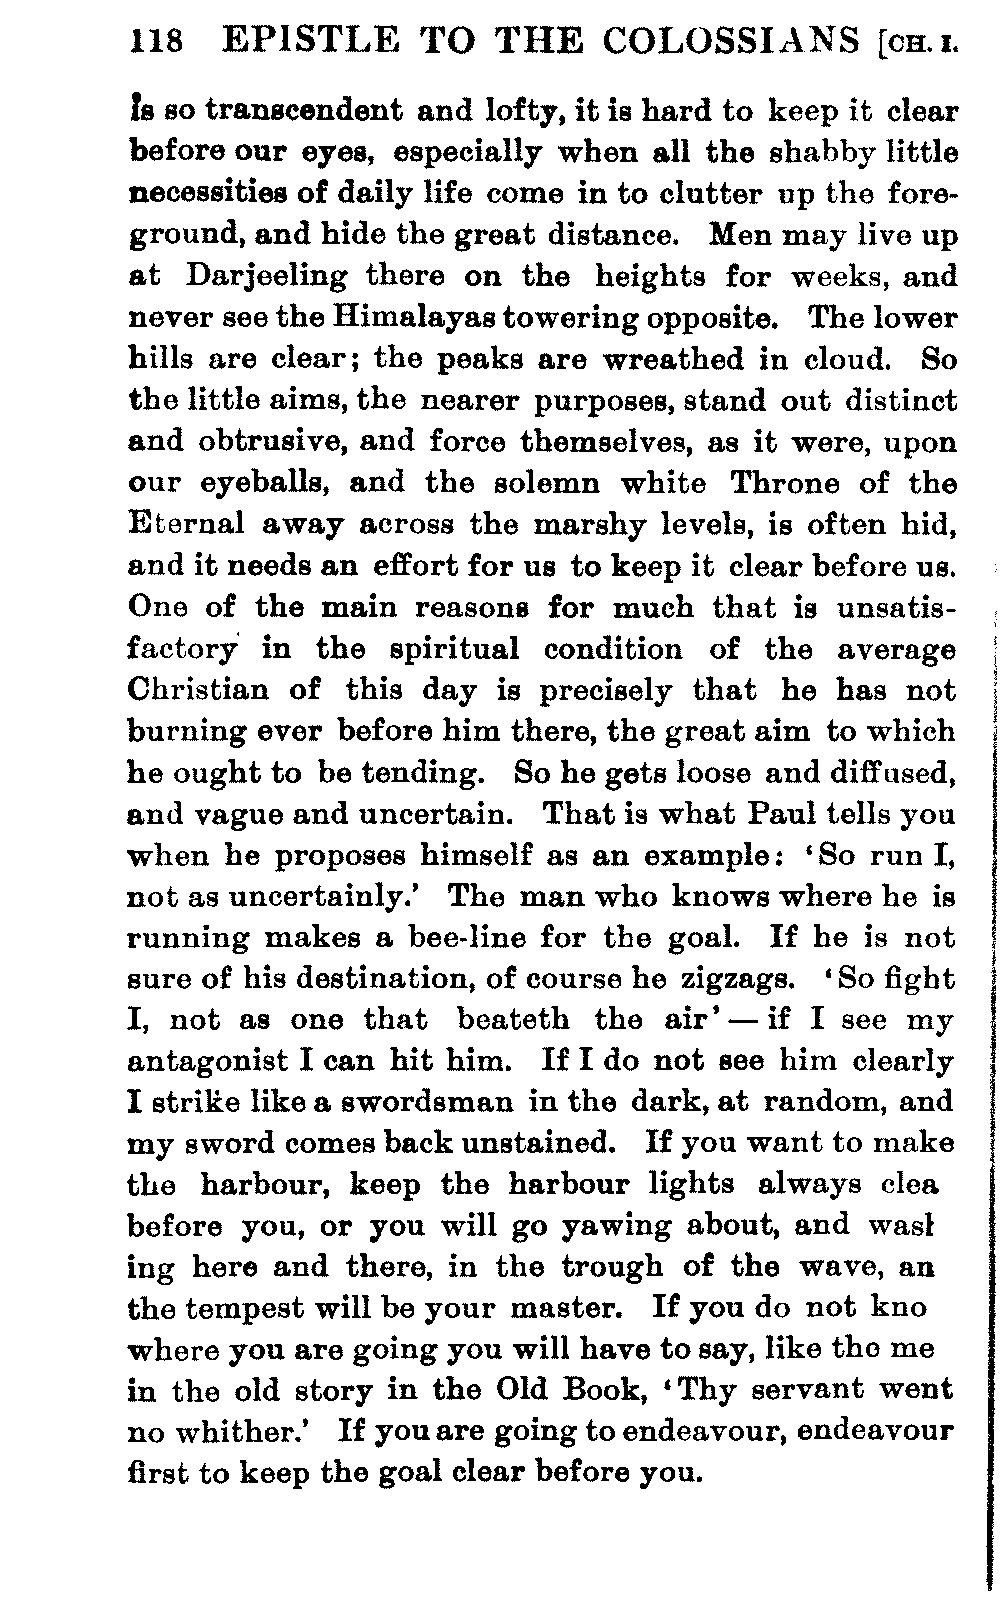 118 EPISTLE TO THE COLOSSIANS [CH. I.
is so transcendent and lofty, it is hard to keep it clear
before our eyes, especially when all the shabby little
necessities of daily life come in to clutter up the fore-
ground, and hide the great distance. Men may live up
at Darjeeling there on the heights for weeks, and
never see the Himalayas towering opposite. The lower
hills are clear; the peaks are wreathed in cloud. So
the little aims, the nearer purposes, stand out distinct
and obtrusive, and force themselves, as it were, upon
our eyeballs, and the solemn white Throne of the
Eternal away across the marshy levels, is often hid,
and it needs an effort for us to keep it clear before us.
One of the main reasons for much that is unsatis-
factory in the spiritual condition of the average
Christian of this day is precisely that he has not
burning ever before him there, the great aim to which
he ought to be tending. So he gets loose and diffused,
and vague and uncertain. That is what Paul tells you
when he proposes himself as an example: ‘So run I,
not as uncertainly.’ The man who knows where he is
running makes a bee-line for the goal. If he is not
sure of his destination, of course he zigzags. ‘So fight
I, not as one that beateth the air’—if I see my
antagonist I can hit him. If I do not see him clearly
I strike like a swordsman in the dark, at random, and
my sword comes back unstained. If you want to make
the harbour, keep the harbour lights always clea
before you, or you will go yawing about, and wasl
ing here and there, in the trough of the wave, an
the tempest will be your master. If you do not kno
where you are going you will have to say, like the me
in the old story in the Old Book, ‘Thy servant went
no whither.’ If you are going to endeavour, endeavour
first to keep the goal clear before you.